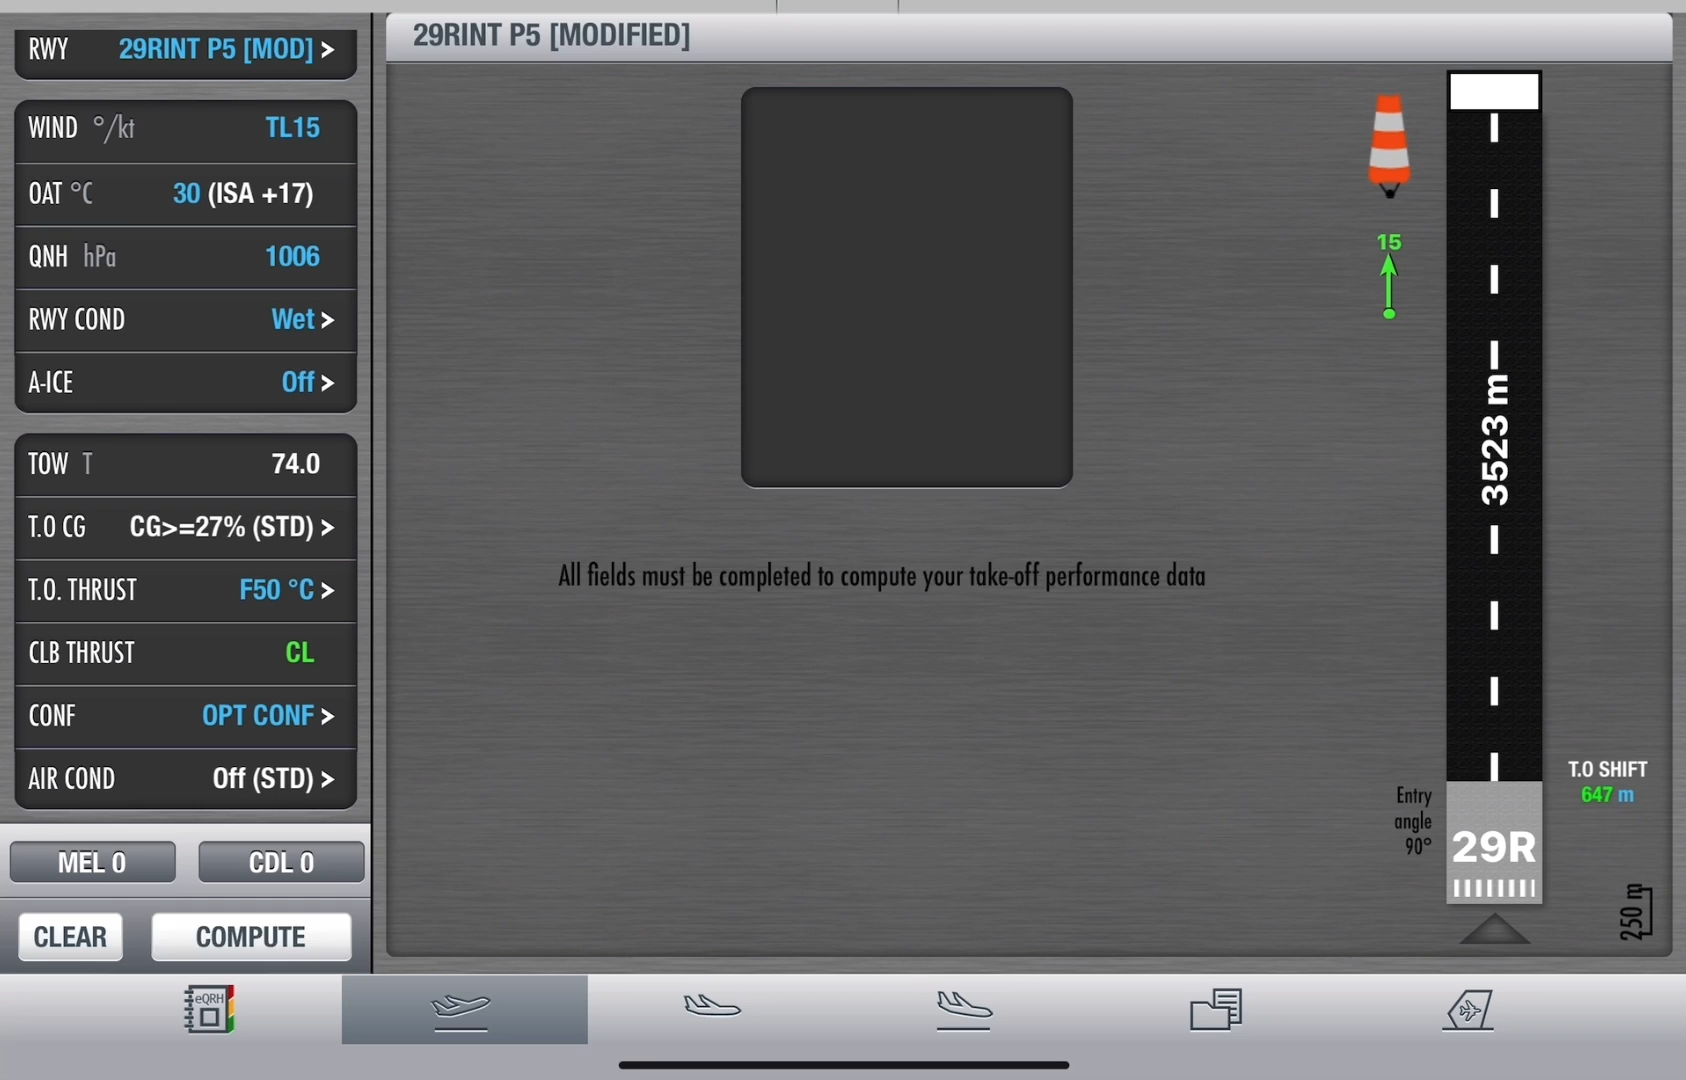 RWY 29RINT P5 [MOD] >
29RINT P5 [MODIFIED]
WIND °/kt TL15
OAT °C 30 (ISA +17)
QNH hPa 1006
RWY COND Wet >
A-ICE Off >
TOW T 74.0
T.O CG CG>=27% (STD) >
T.O. THRUST F50 °C >
CLB THRUST CL
CONF OPT CONF >
AIR COND Off (STD) >
MEL 0 CDL 0
CLEAR COMPUTE
All fields must be completed to compute your take-off performance data
15
3523 m
T.O SHIFT
647 m
Entry
angle
90°
29R
250 m
eQRH